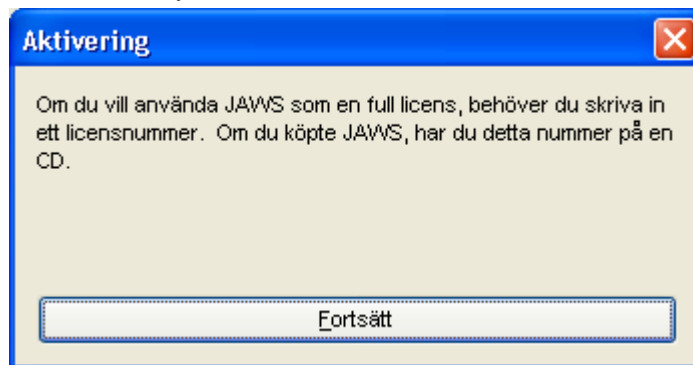 Aktivering
Om du vill använda JAWS som en full licens, behöver du skriva in
ett licensnummer.  Om du köpte JAWS, har du detta nummer på en
CD.
Fortsätt